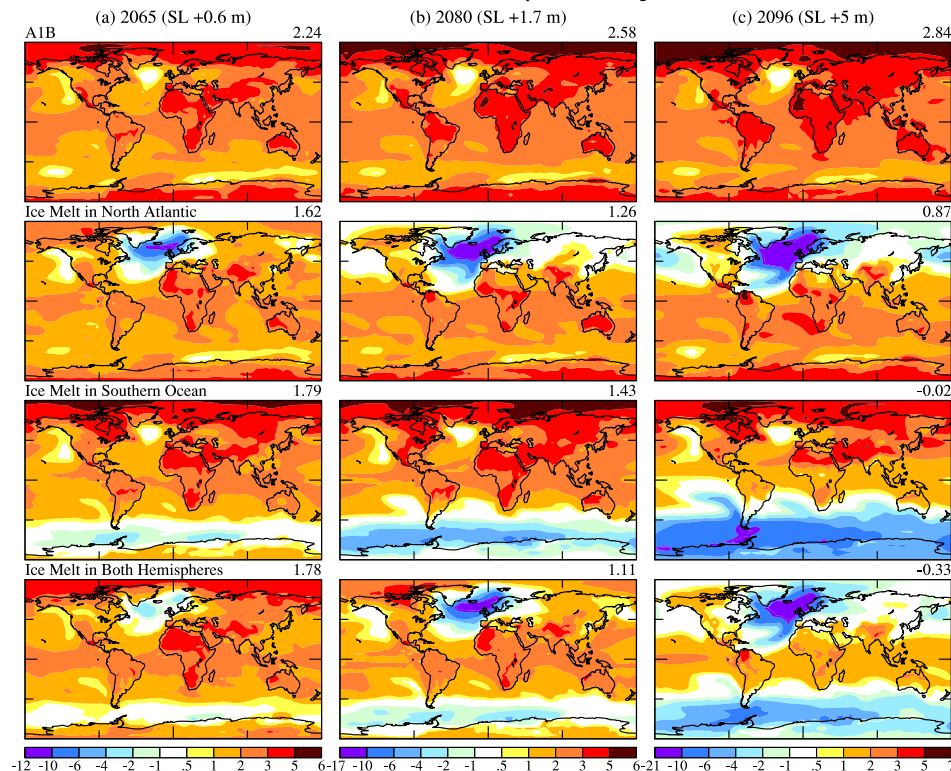 (a) 2065 (SL +0.6 m) (b) 2080 (SL +1.7 m) (c) 2096 (SL +5 m)
A1B 2.24 2.58 2.84
Ice Melt in North Atlantic 1.62 1.26 0.87
Ice Melt in Southern Ocean 1.79 1.43 -0.02
Ice Melt in Both Hemispheres 1.78 1.11 -0.33
-12 -10 -6 -4 -2 -1 .5 1 2 3 5 6 -17 -10 -6 -4 -2 -1 .5 1 2 3 5 6 -21 -10 -6 -4 -2 -1 .5 1 2 3 5